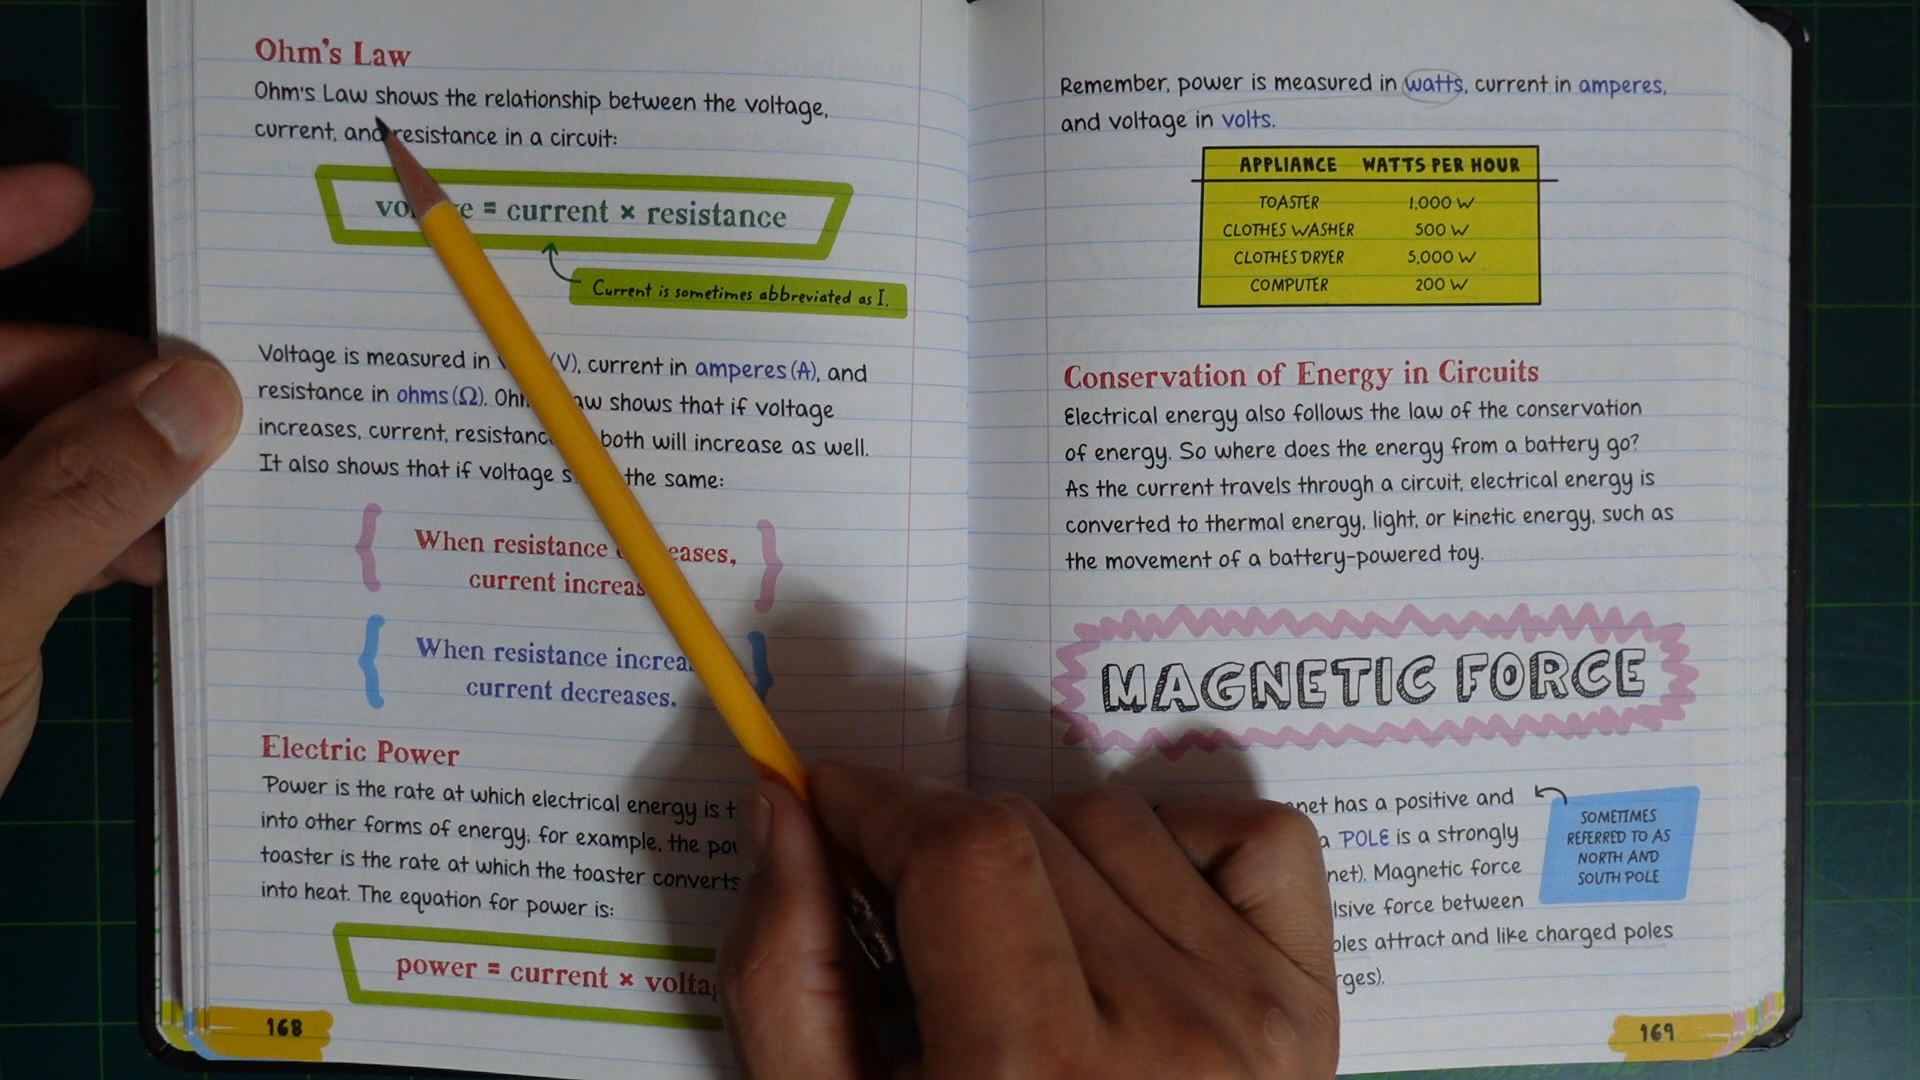 Ohm's Law
Ohm's Law shows the relationship between the voltage,
current, and resistance in a circuit:
= current × resistance
Current is sometimes abbreviated as I.
Voltage is measured in (V), current in amperes (A), and
resistance in ohms (Ω). shows that if voltage
increases, current, both will increase as well.
It also shows that if voltage the same:
When resistance
current
When resistance
current decreases.
Electric Power
Power is the rate at which electrical energy is
into other forms of energy; for example, the
toaster is the rate at which the toaster converts
into heat. The equation for power is:
power = current ×
168
Remember, power is measured in watts, current in amperes,
and voltage in volts.
APPLIANCE WATTS PER HOUR
TOASTER 1,000 W
CLOTHES WASHER 500 W
CLOTHES DRYER 5,000 W
COMPUTER 200 W
Conservation of Energy in Circuits
Electrical energy also follows the law of the conservation
of energy. So where does the energy from a battery go?
As the current travels through a circuit, electrical energy is
converted to thermal energy, light, or kinetic energy, such as
the movement of a battery-powered toy.
MAGNETIC FORCE
has a positive and
a POLE is a strongly
Magnetic force
force between
attract and like charged poles
SOMETIMES
REFERRED TO AS
NORTH AND
SOUTH POLE
169